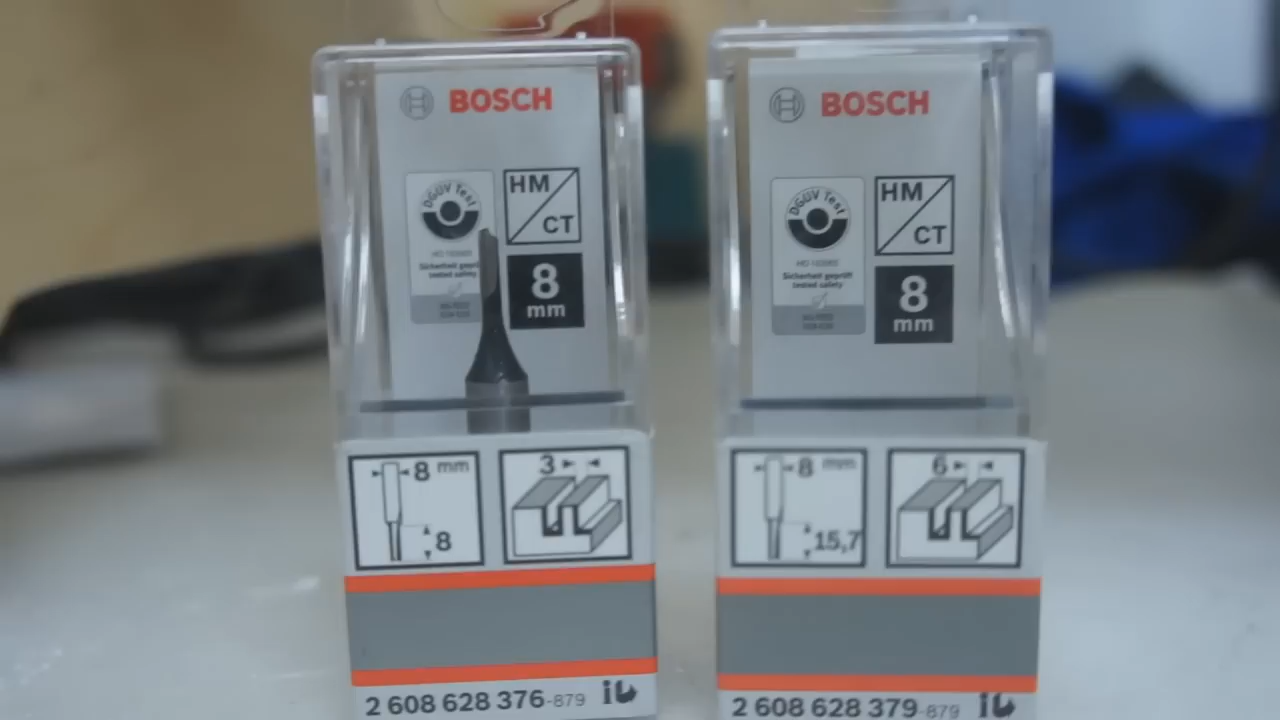 BOSCH
DGUV Test
HM
CT
Sicherheit geprüft
tested safety
8
mm
8 mm
8
3
2 608 628 376-879
BOSCH
DGUV Test
HM
CT
Sicherheit geprüft
tested safety
8
mm
8 mm
15,7
6
2 608 628 379-879